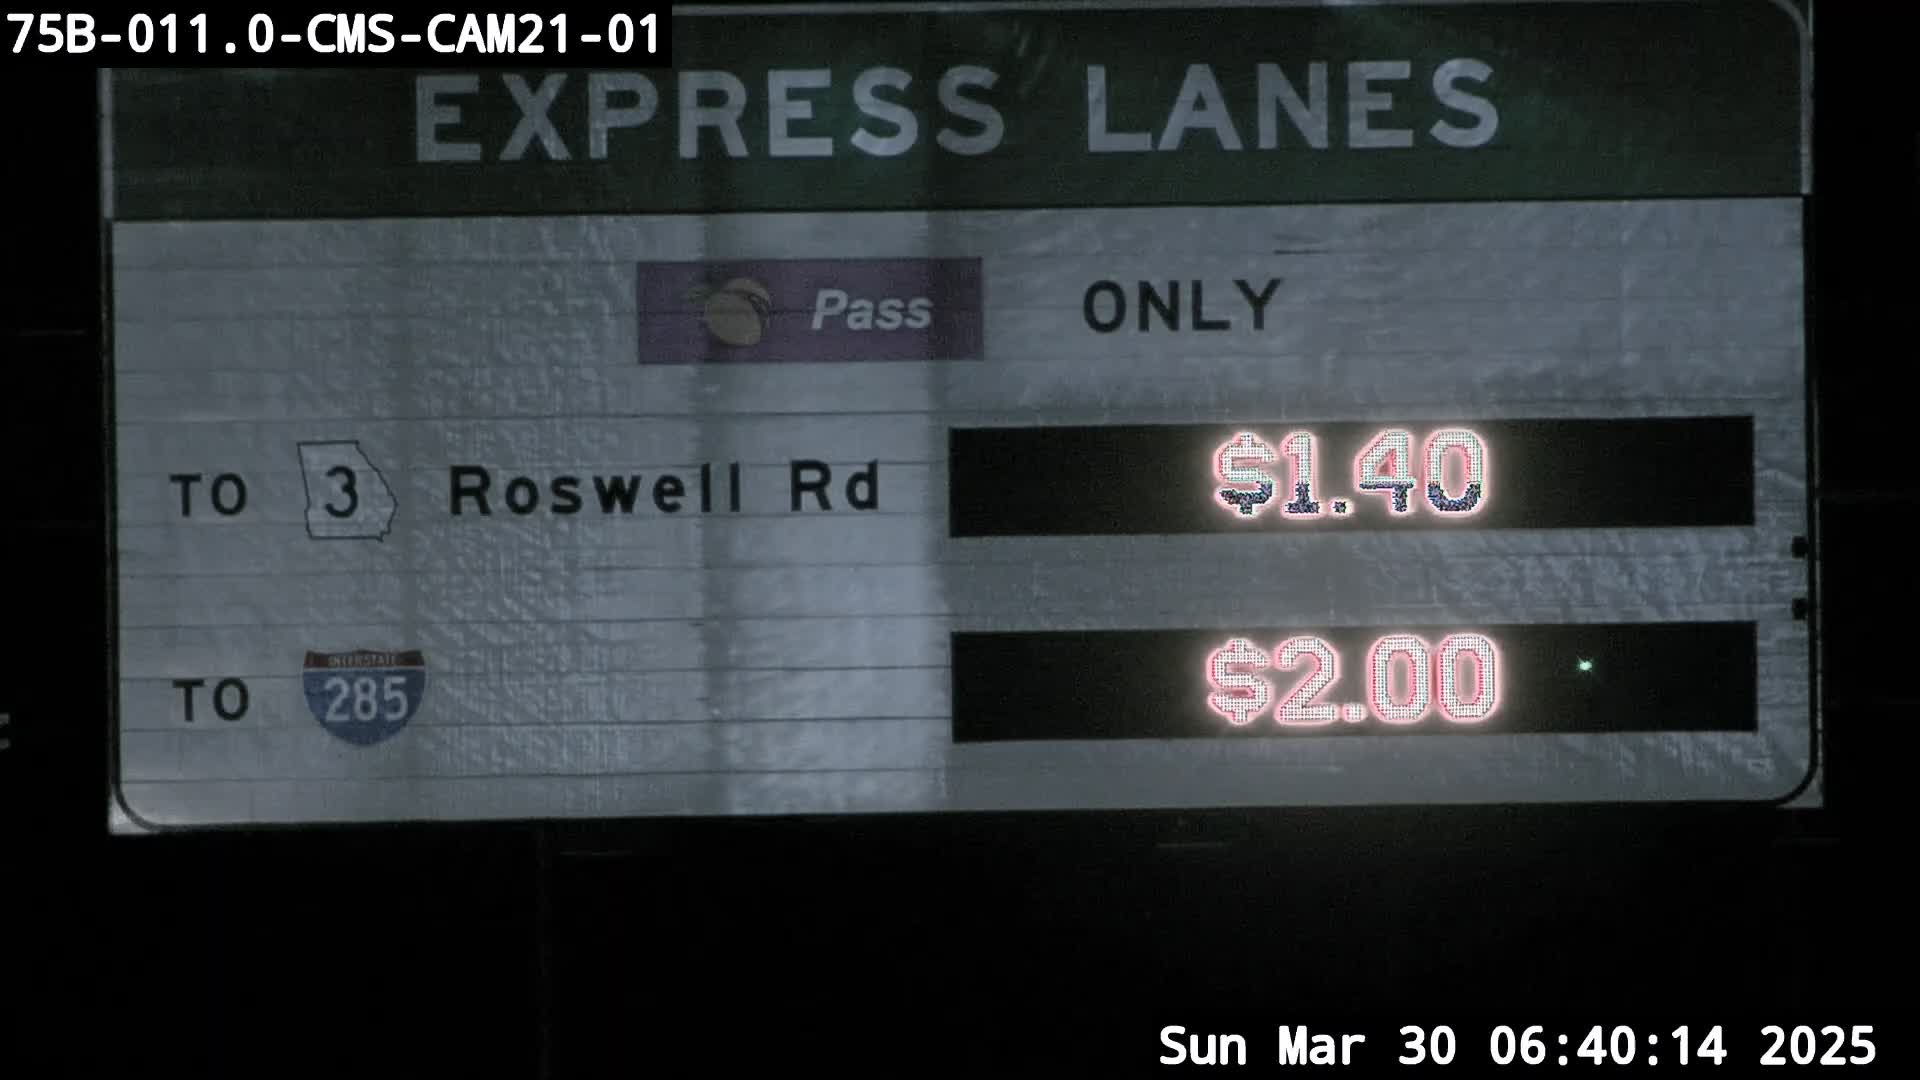 75B-011.0-CMS-CAM21-01
EXPRESS LANES
Pass ONLY
TO 3 Roswell Rd $1.40
TO INTERSTATE 285 $2.00
Sun Mar 30 06:40:14 2025